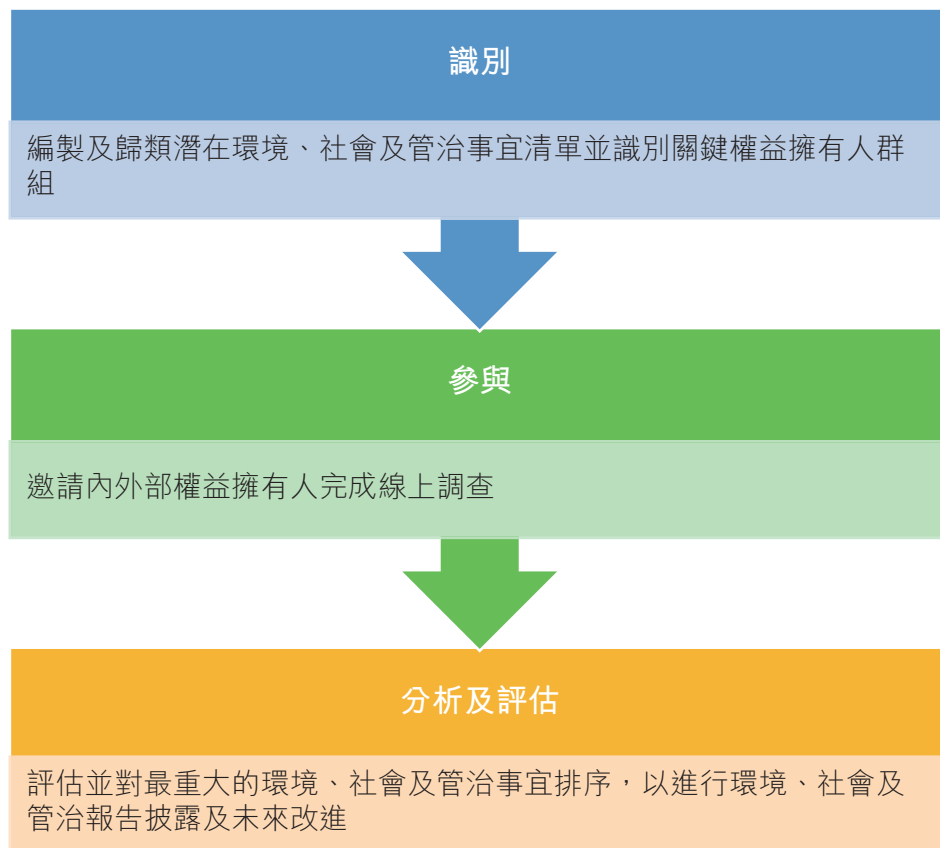 識別
編製及歸類潛在環境、社會及管治事宜清單並識別關鍵權益擁有人群
組
參與
邀請內外部權益擁有人完成線上調查
分析及評估
評估並對最重大的環境、社會及管治事宜排序，以進行環境、社會及
管治報告披露及未來改進